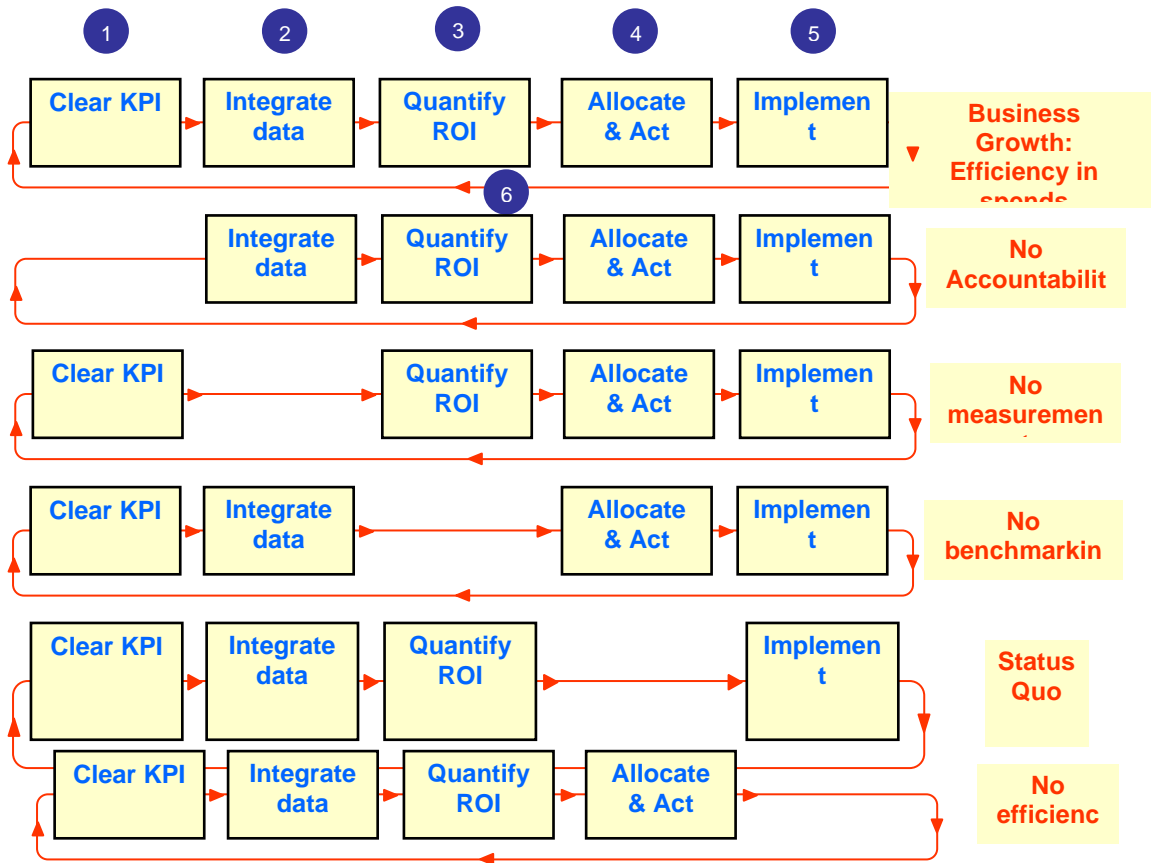 1
2
3
4
5
Clear KPI
Integrate
data
Quantify
ROI
Allocate
& Act
Implemen
t
Business
Growth:
Efficiency in
spends
6
Integrate
data
Quantify
ROI
Allocate
& Act
Implemen
t
No
Accountabilit
Clear KPI
Quantify
ROI
Allocate
& Act
Implemen
t
No
measuremen
Clear KPI
Integrate
data
Allocate
& Act
Implemen
t
No
benchmarkin
Clear KPI
Integrate
data
Quantify
ROI
Implemen
t
Status
Quo
Clear KPI
Integrate
data
Quantify
ROI
Allocate
& Act
No
efficienc